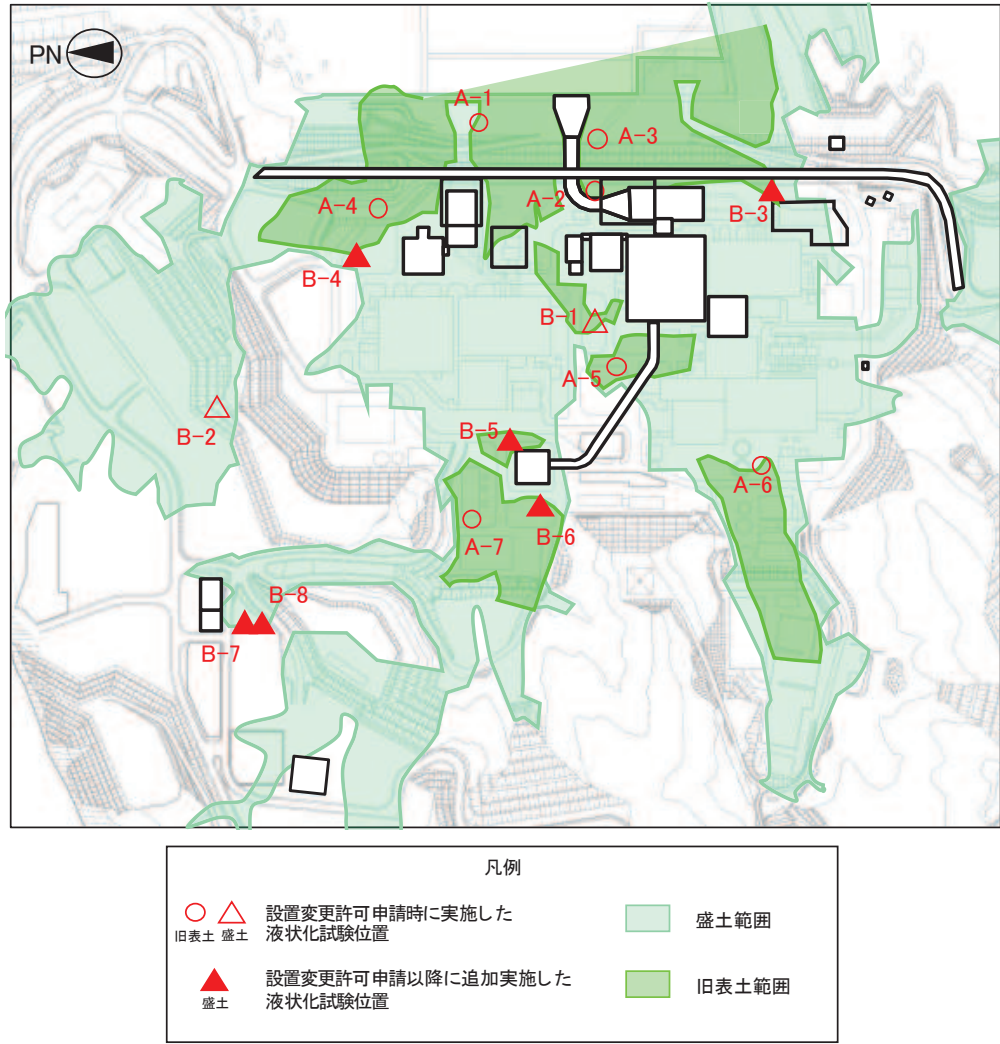 PN
A-1
A-3
A-2
A-4
B-3
B-4
B-1
A-5
B-2
B-5
A-6
A-7
B-6
B-8
B-7
凡例
設置変更許可申請時に実施した
液状化試験位置
旧表土 盛土
盛土範囲
設置変更許可申請以降に追加実施した
液状化試験位置
盛土
旧表土範囲